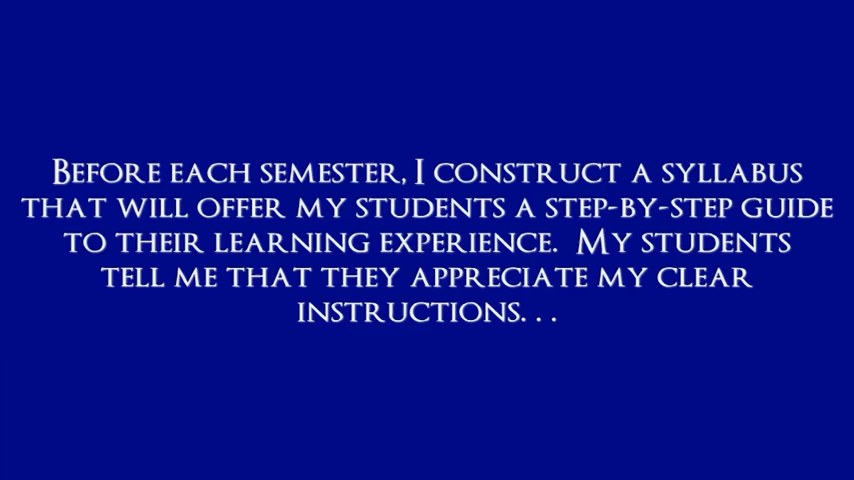 Before each semester, I construct a syllabus
that will offer my students a step-by-step guide
to their learning experience.  My students
tell me that they appreciate my clear
instructions. . .